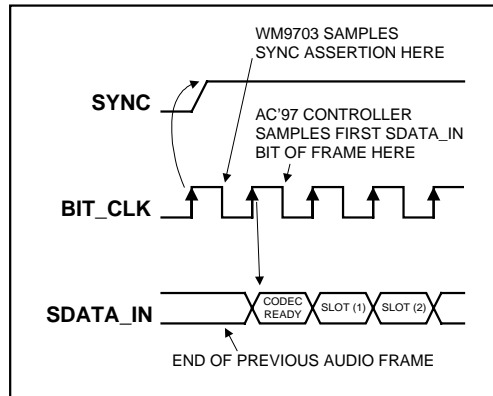 WM9703 SAMPLES
SYNC ASSERTION HERE
SYNC
AC'97 CONTROLLER
SAMPLES FIRST SDATA_IN
BIT OF FRAME HERE
BIT_CLK
SDATA_IN
CODEC
READY
SLOT (1)
SLOT (2)
END OF PREVIOUS AUDIO FRAME